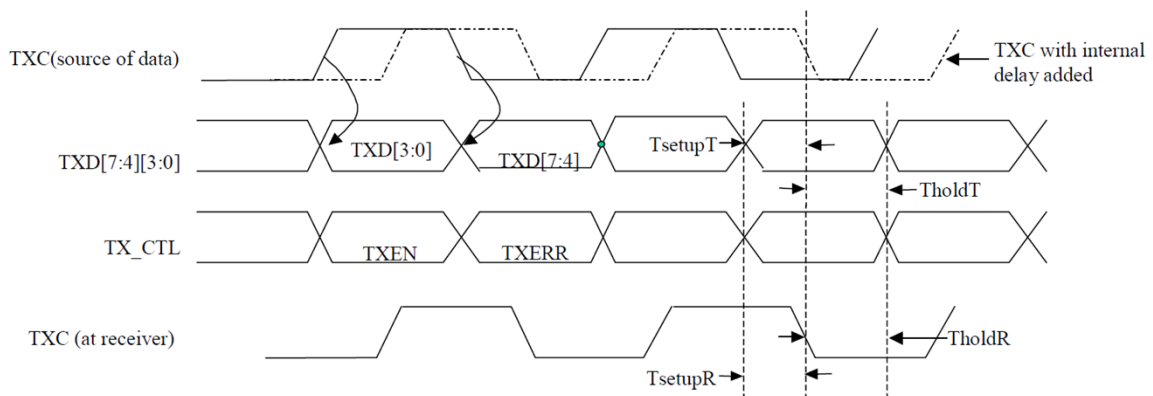 TXC(source of data)
TXC with internal
delay added
TXD[7:4][3:0]
TXD[3:0]
TXD[7:4]
TsetupT
TholdT
TX_CTL
TXEN
TXERR
TXC (at receiver)
TholdR
TsetupR